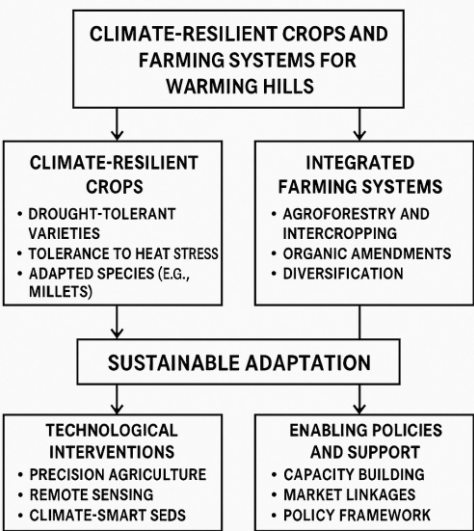 CLIMATE-RESILIENT CROPS AND
FARMING SYSTEMS FOR
WARMING HILLS
CLIMATE-RESILIENT
CROPS
• DROUGHT-TOLERANT
VARIETIES
• TOLERANCE TO HEAT STRESS
• ADAPTED SPECIES (E.G.,
MILLETS)
INTEGRATED
FARMING SYSTEMS
• AGROFORESTRY AND
INTERCROPPING
• ORGANIC AMENDMENTS
• DIVERSIFICATION
SUSTAINABLE ADAPTATION
TECHNOLOGICAL
INTERVENTIONS
• PRECISION AGRICULTURE
• REMOTE SENSING
• CLIMATE-SMART SEDS
ENABLING POLICIES
AND SUPPORT
• CAPACITY BUILDING
• MARKET LINKAGES
• POLICY FRAMEWORK